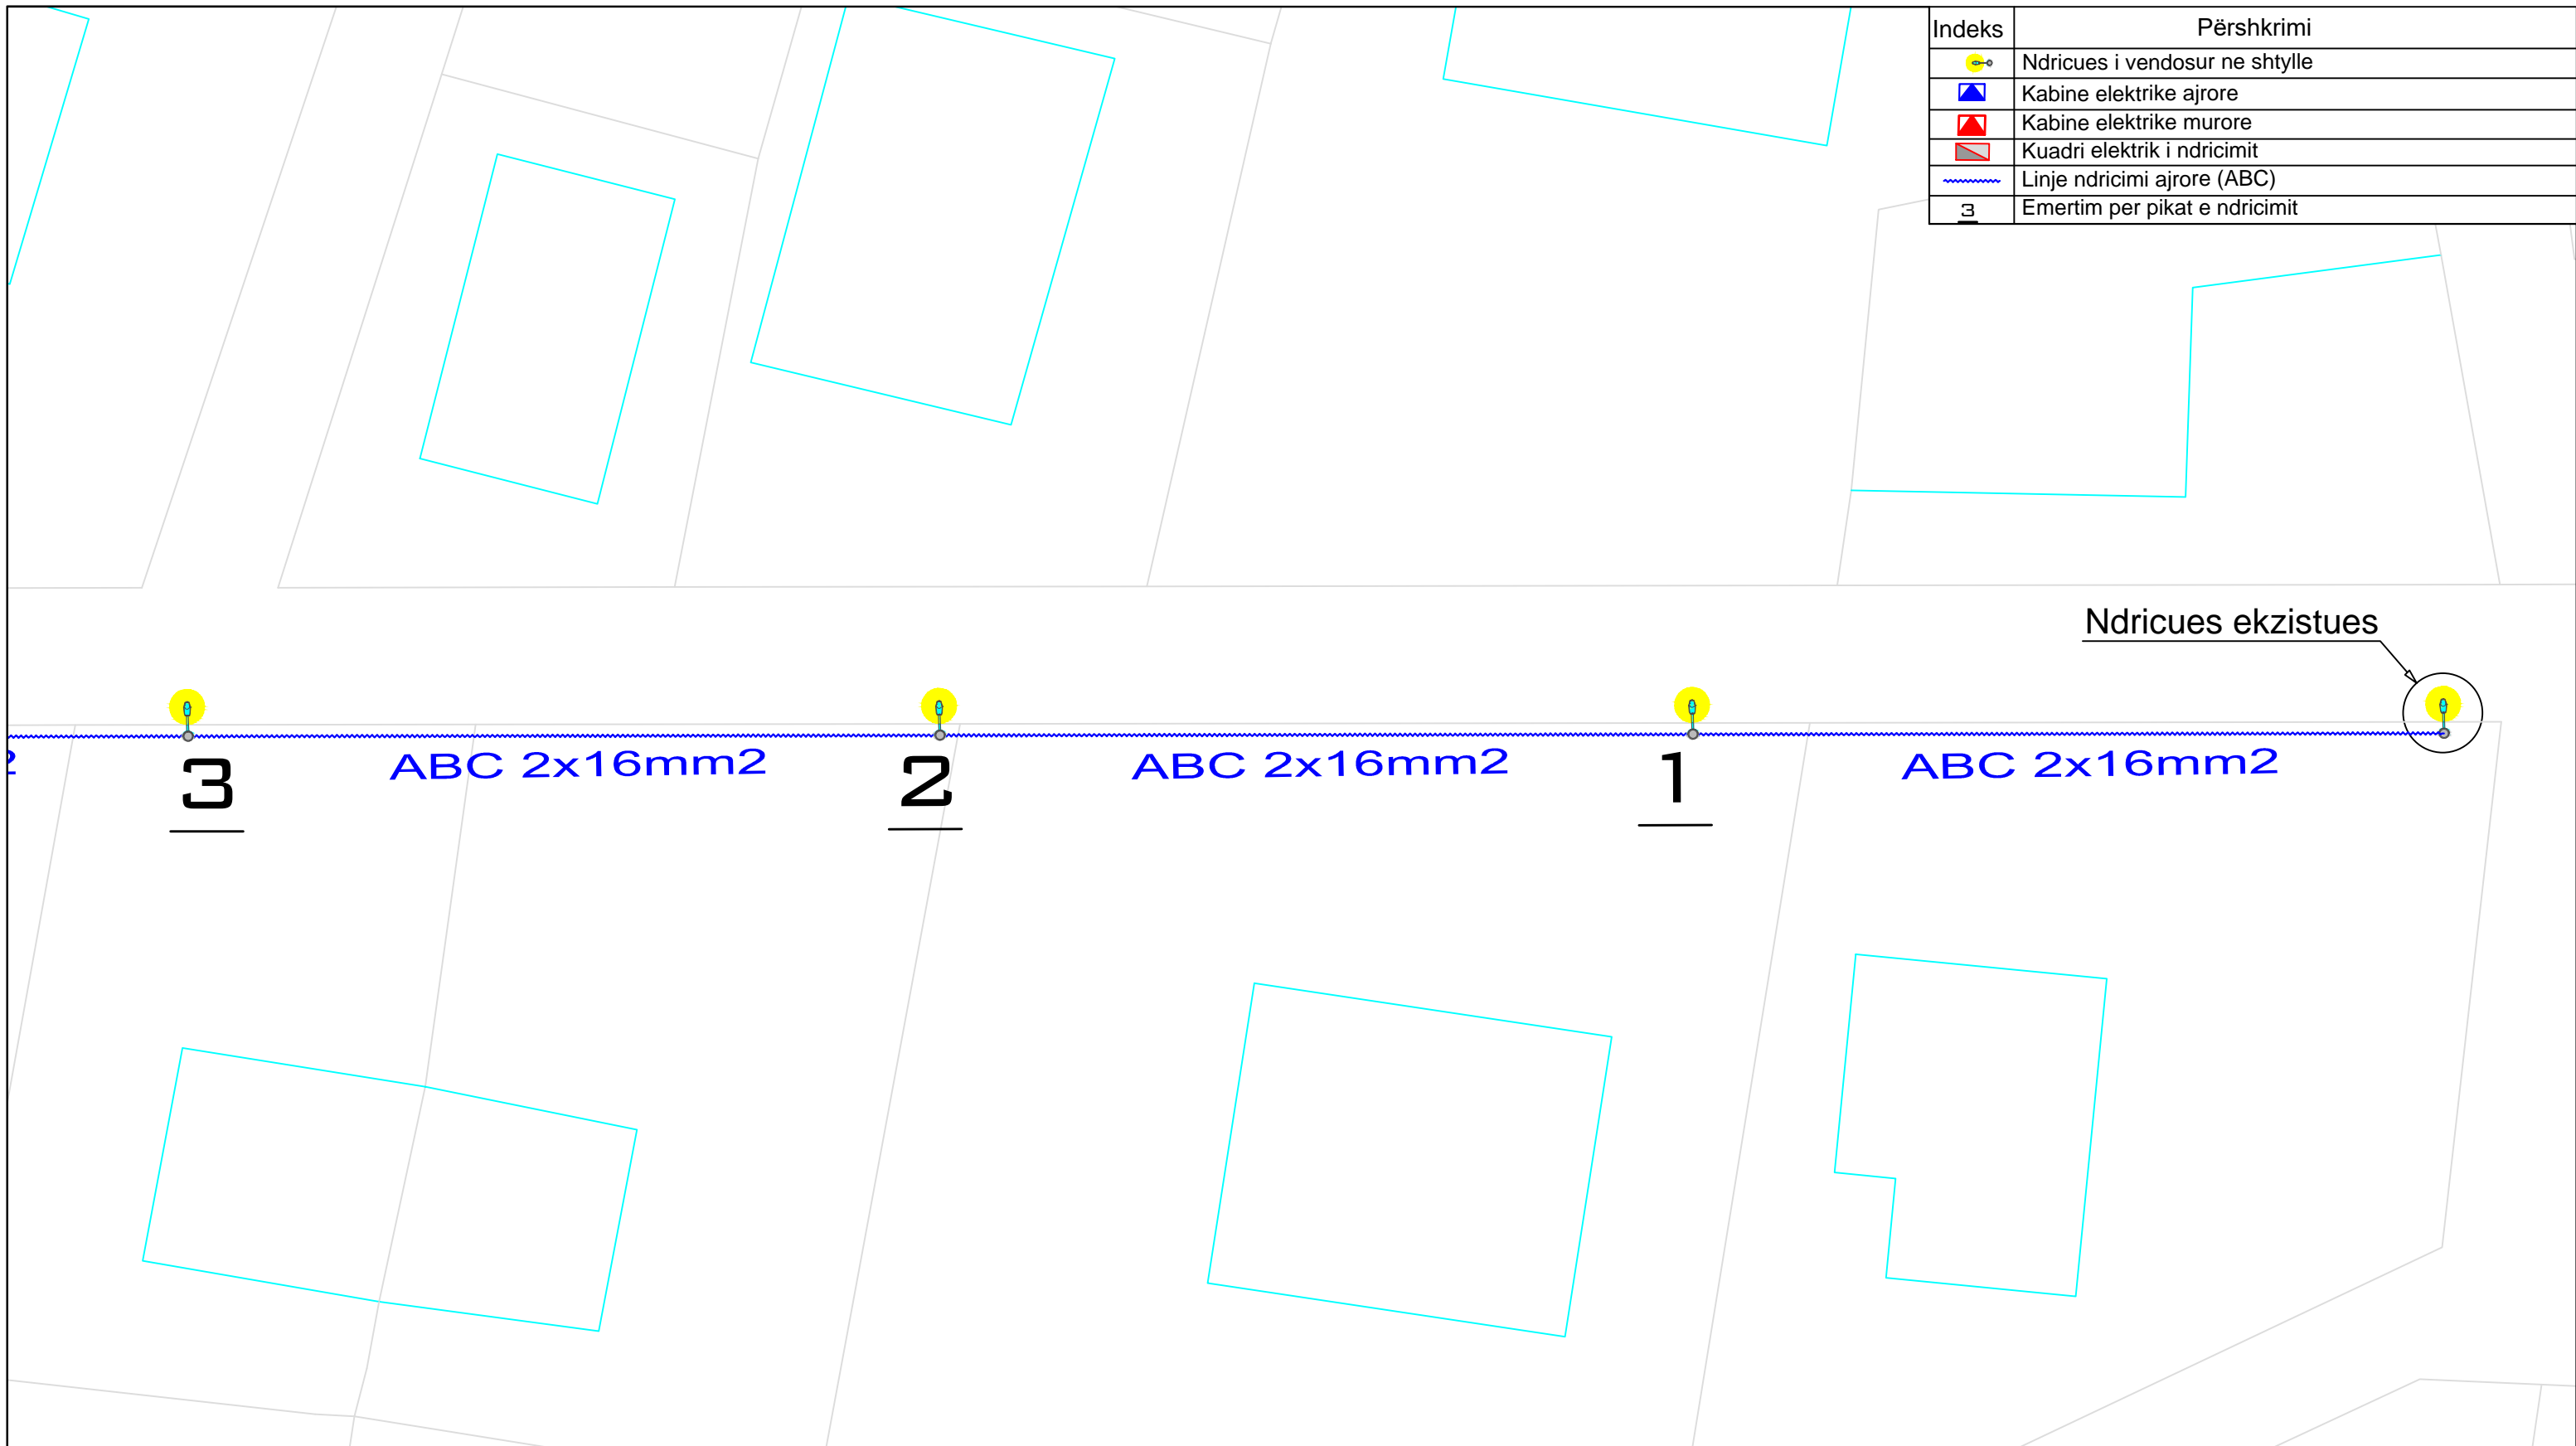 Indeks Përshkrimi
Ndricues i vendosur ne shtylle
Kabine elektrike ajrore
Kabine elektrike murore
Kuadri elektrik i ndricimit
Linje ndricimi ajrore (ABC)
3 Emertim per pikat e ndricimit
Ndricues ekzistues
2 ABC 2x16mm2 ABC 2x16mm2 ABC 2x16mm2
3 2 1